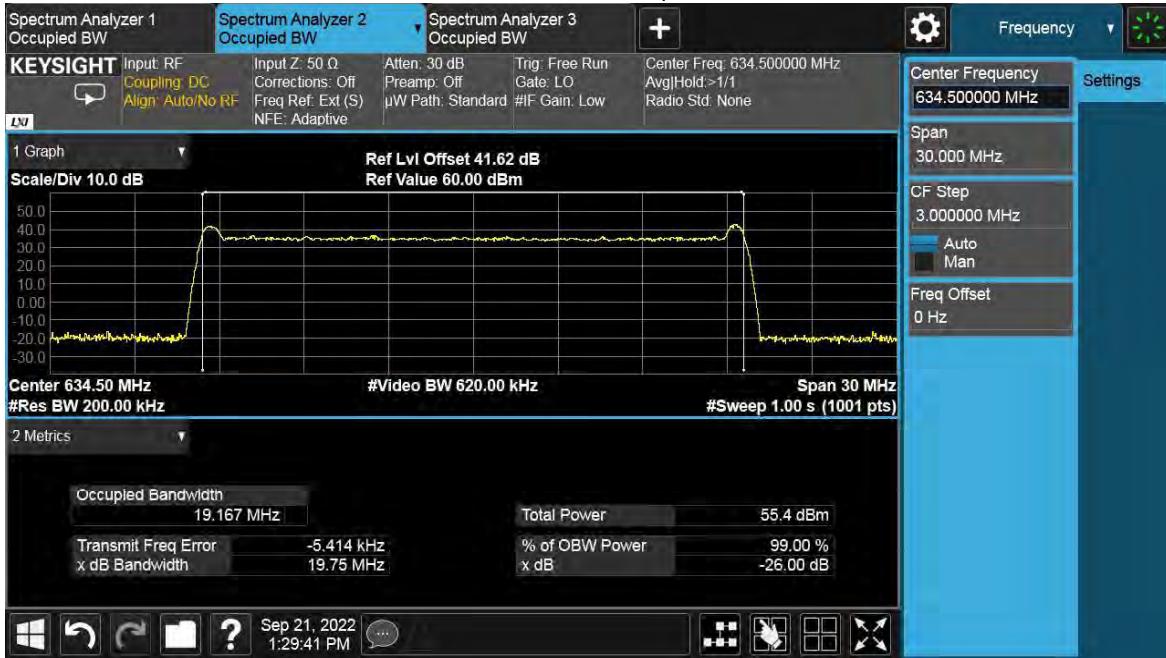 Spectrum Analyzer 1
Occupied BW
Spectrum Analyzer 2
Occupied BW
Spectrum Analyzer 3
Occupied BW
+
Frequency
KEYSIGHT
LXI
Input: RF
Coupling: DC
Align: Auto/No RF
Input Z: 50 Ω
Corrections: Off
Freq Ref: Ext (S)
NFE: Adaptive
Atten: 30 dB
Preamp: Off
µW Path: Standard
Trig: Free Run
Gate: LO
#IF Gain: Low
Center Freq: 634.500000 MHz
Avg|Hold:>1/1
Radio Std: None
Center Frequency
634.500000 MHz
Settings
Span
30.000 MHz
CF Step
3.000000 MHz
Auto
Man
Freq Offset
0 Hz
1 Graph
Scale/Div 10.0 dB
Ref Lvl Offset 41.62 dB
Ref Value 60.00 dBm
50.0
40.0
30.0
20.0
10.0
0.00
-10.0
-20.0
-30.0
Center 634.50 MHz
#Res BW 200.00 kHz
#Video BW 620.00 kHz
Span 30 MHz
#Sweep 1.00 s (1001 pts)
2 Metrics
Occupied Bandwidth
19.167 MHz
Total Power 55.4 dBm
Transmit Freq Error -5.414 kHz
% of OBW Power 99.00 %
x dB Bandwidth 19.75 MHz
x dB -26.00 dB
?
Sep 21, 2022
1:29:41 PM